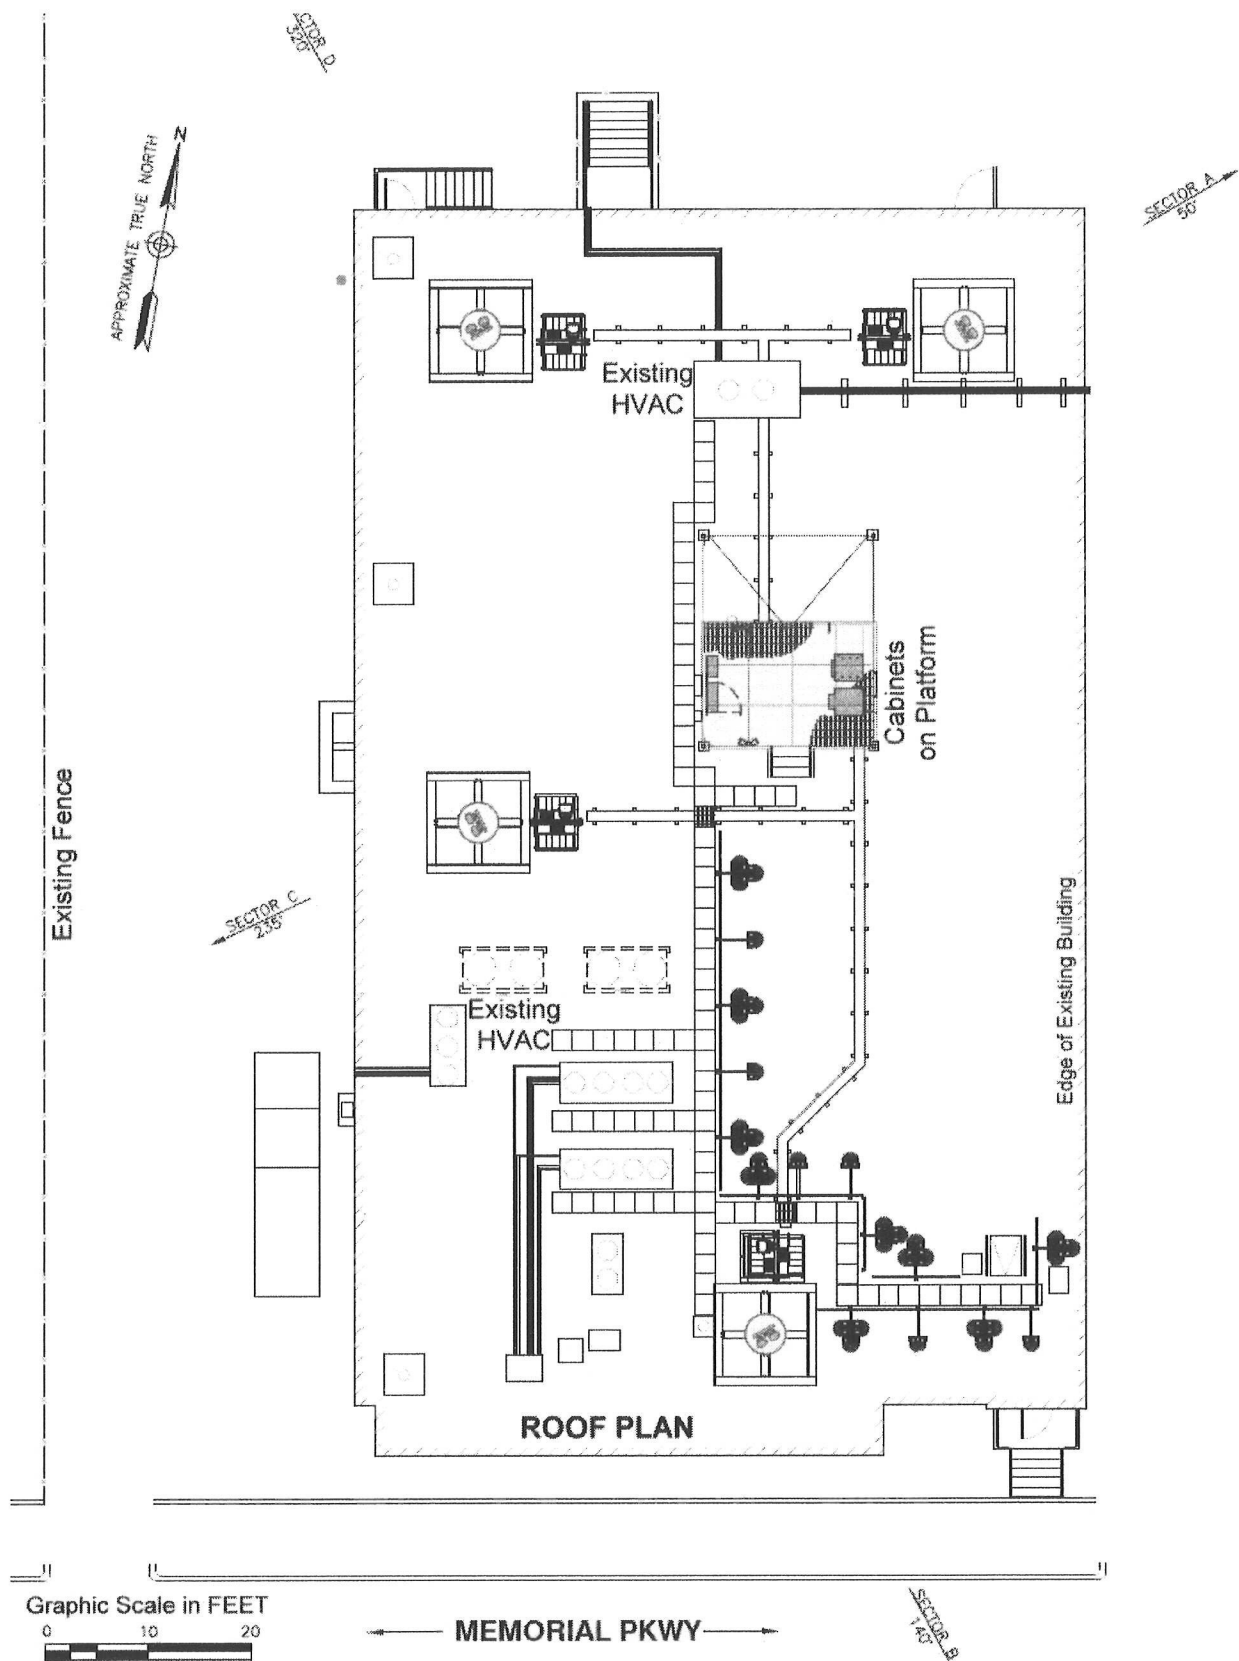 SECTOR D
320°
APPROXIMATE TRUE NORTH
N
SECTOR A
50°
Existing
HVAC
Cabinets
on Platform
Existing Fence
SECTOR C
235°
Edge of Existing Building
Existing
HVAC
ROOF PLAN
Graphic Scale in FEET
0 10 20
MEMORIAL PKWY
SECTOR B
140°